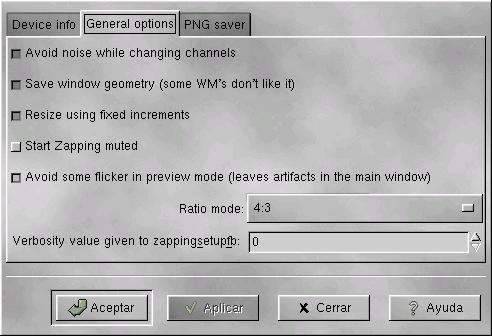 Device info General options PNG saver
Avoid noise while changing channels
Save window geometry (some WM's don't like it)
Resize using fixed increments
Start Zapping muted
Avoid some flicker in preview mode (leaves artifacts in the main window)
Ratio mode: 4:3
Verbosity value given to zapping_setup_fb: 0
Aceptar Aplicar Cerrar Ayuda